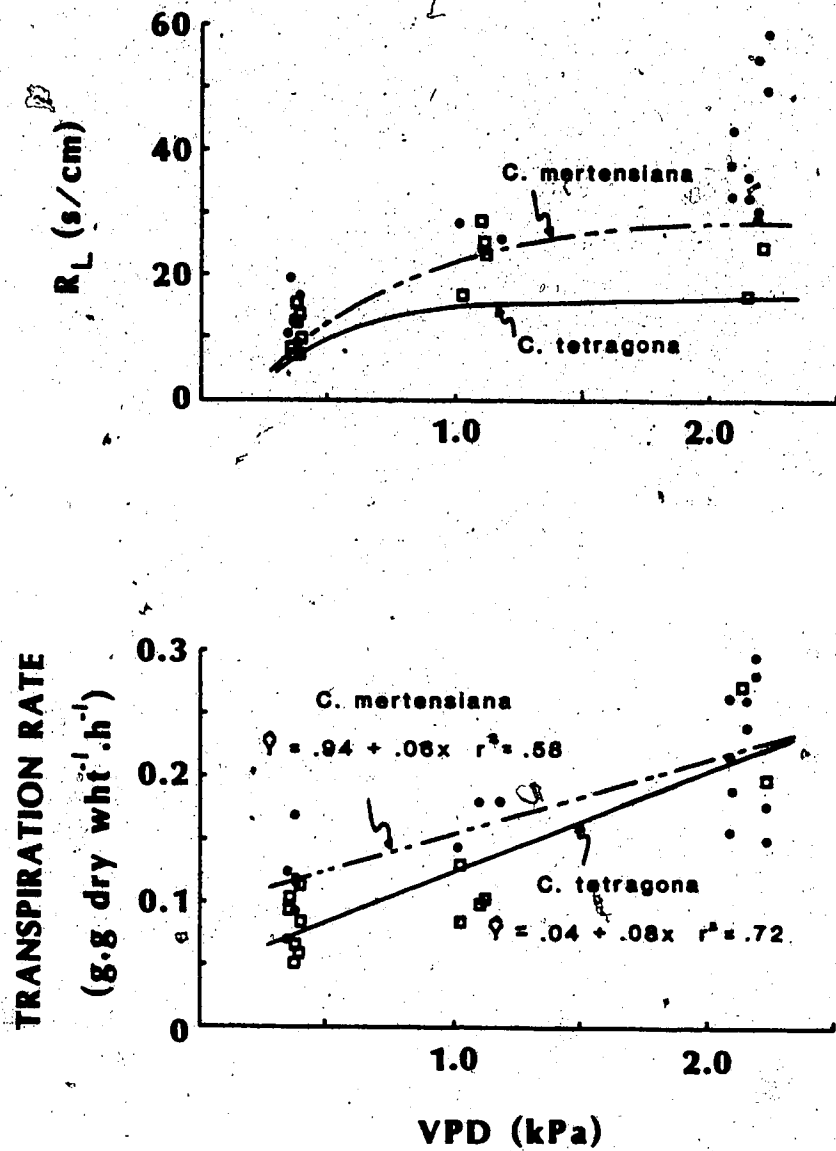 60
40
20
0
R_L (s/cm)
C. mertensiana
C. tetragona
1.0 2.0
0.3
0.2
0.1
0
TRANSPIRATION RATE
(g.g dry wht⁻¹.h⁻¹)
C. mertensiana
Ŷ = .94 + .06x r² = .58
C. tetragona
Ŷ = .04 + .08x r² = .72
1.0 2.0
VPD (kPa)